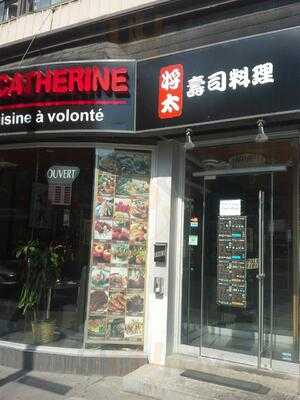 CATHERINE
isine à volonté
将太
寿司料理
OUVERT